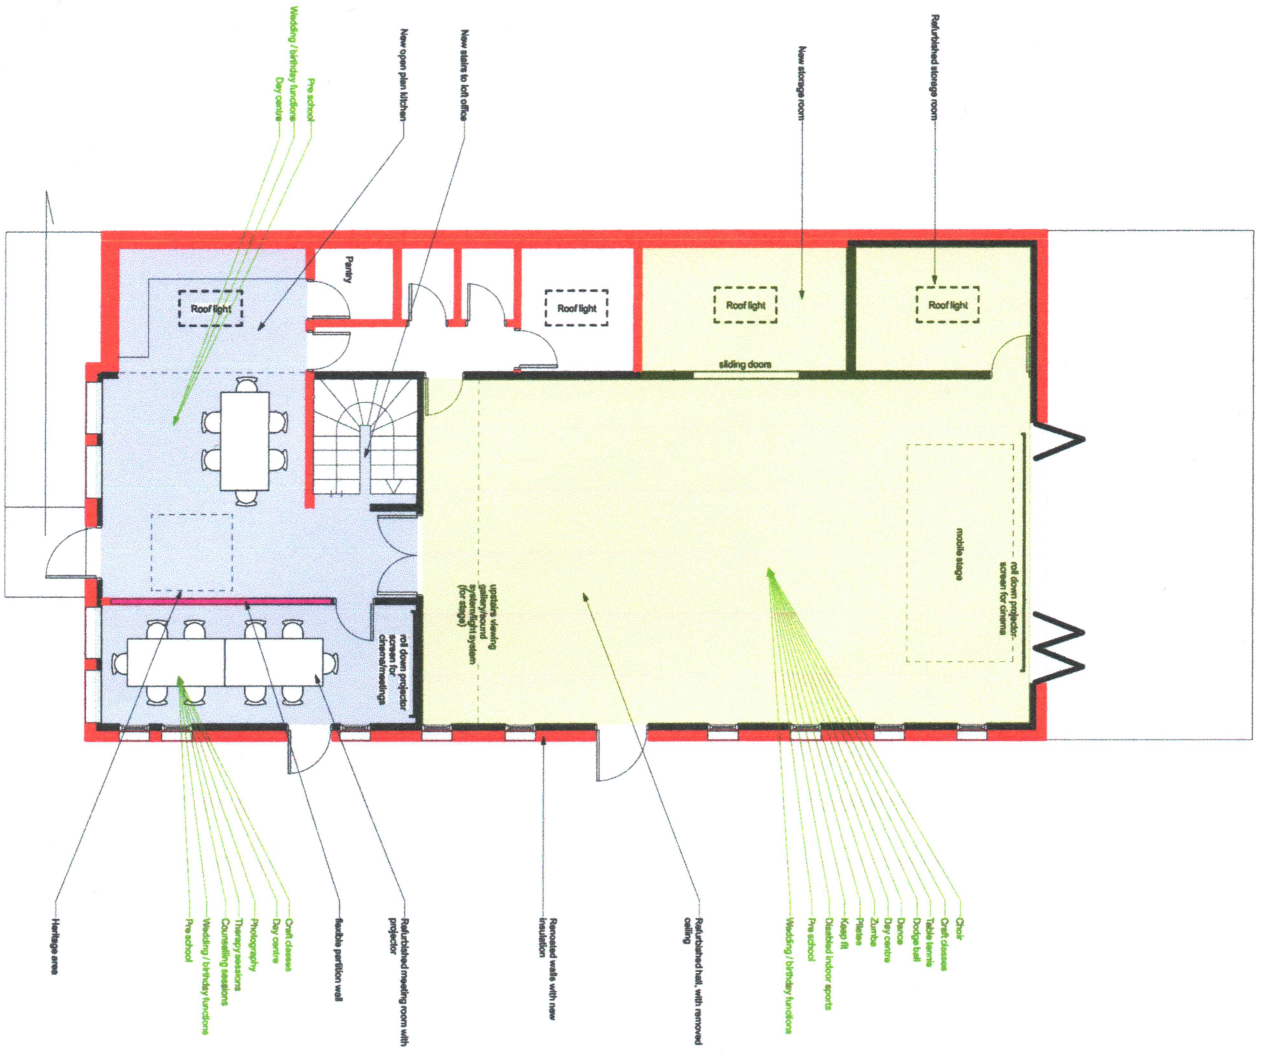 Pre school
Wedding / birthday functions
Day centre
New open plan kitchen
New stairs to loft office
New storage room
Refurbished storage room
Pantry
Roof light
Roof light
Roof light
Roof light
sliding doors
mobile stage
roll down projector-
screen for cinema
upstairs viewing
gallery/sound
system/light system
(for stage)
roll down projector
screen for
cinema/meetings
Heritage area
Craft classes
Day centre
Photography
Therapy sessions
Counselling sessions
Wedding / birthday functions
Pre school
flexible partition wall
Refurbished meeting room with
projector
Renoated walls with new
insulation
Refurbished hall, with removed
ceiling
Choir
Craft classes
Table tennis
Dodge ball
Dance
Day centre
Zumba
Pilates
Keep fit
Disabled indoor sports
Pre school
Wedding / birthday functions